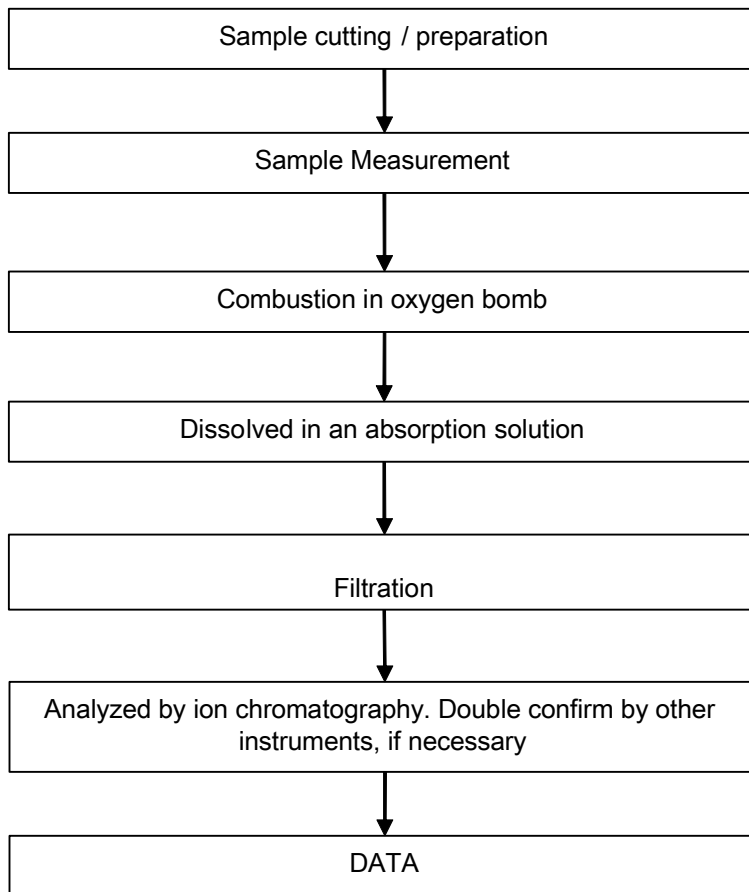 Sample cutting / preparation
Sample Measurement
Combustion in oxygen bomb
Dissolved in an absorption solution
Filtration
Analyzed by ion chromatography. Double confirm by other
instruments, if necessary
DATA